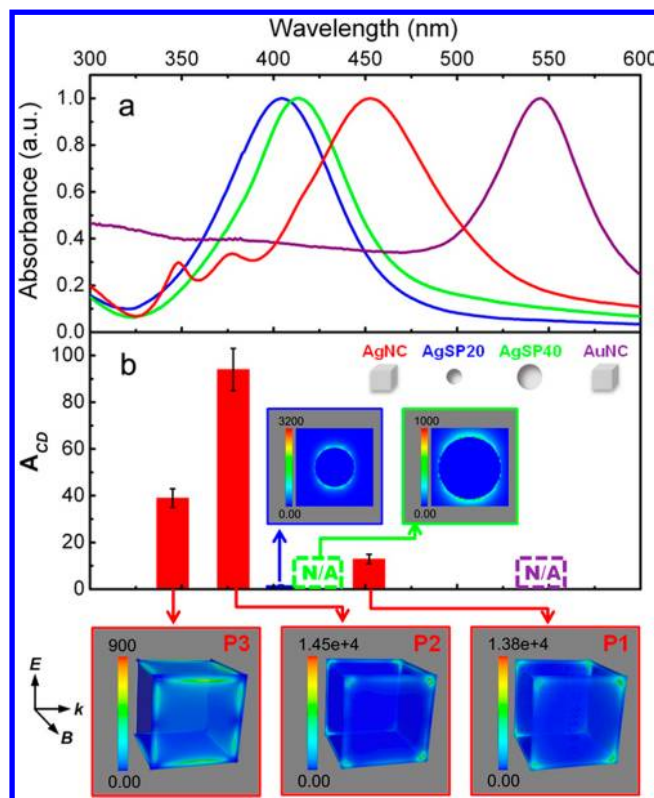 Wavelength (nm)
300 350 400 450 500 550 600
a
Absorbance (a.u.)
1.0
0.8
0.6
0.4
0.2
0.0
b
AgNC AgSP20 AgSP40 AuNC
A_CD
100
80
60
40
20
0
3200
0.00
1000
0.00
N/A
N/A
900
P3
0.00
1.45e+4
P2
0.00
1.38e+4
P1
0.00
E
k
B